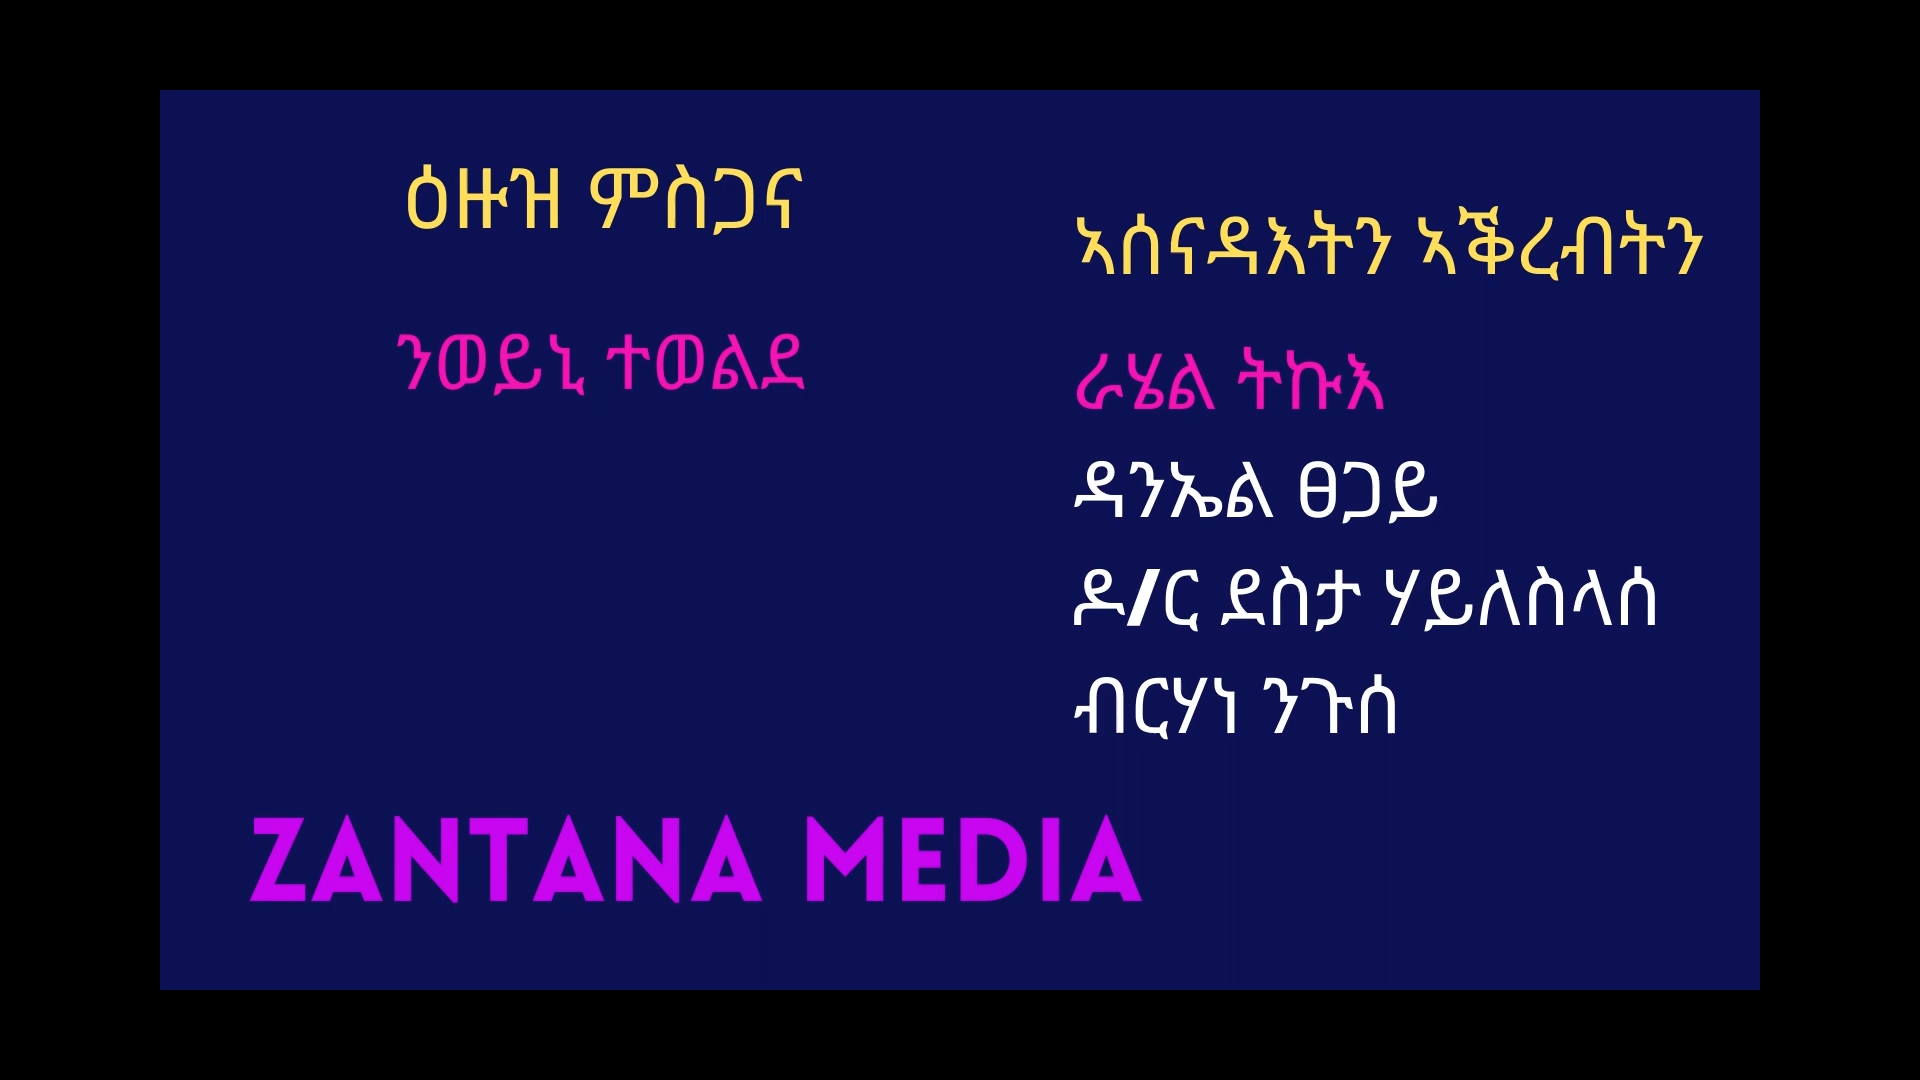 ዕዙዝ ምስጋና
ንወይኒ ተወልደ
ኣሰናዳእትን ኣቕረብትን
ራሄል ትኩእ
ዳንኤል ፀጋይ
ዶ/ር ደስታ ሃይለስላሰ
ብርሃነ ንጉሰ
ZANTANA MEDIA